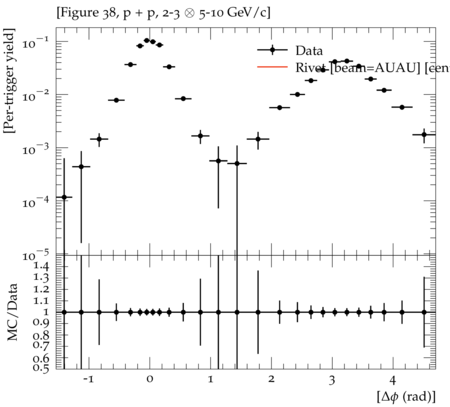 [Figure 38, p + p, 2-3 ⊗ 5-10 GeV/c]
[Per-trigger yield]
10⁻¹
10⁻²
10⁻³
10⁻⁴
10⁻⁵
Data
Rivet [beam=AUAU] [cen
MC/Data
1.4
1.3
1.2
1.1
1
0.9
0.8
0.7
0.6
0.5
-1 0 1 2 3 4
[Δϕ (rad)]